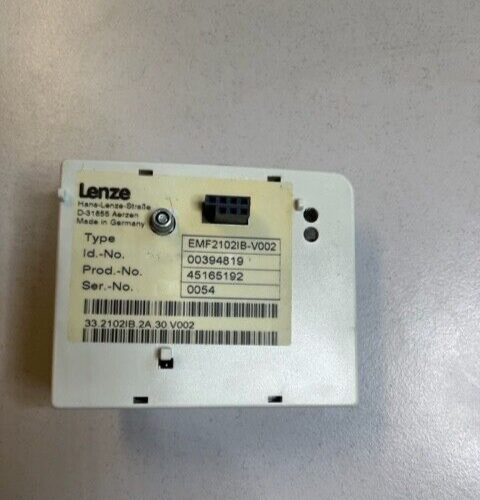 Lenze
Hans-Lenze-Straße
D-31855 Aerzen
Made in Germany
Type EMF2102IB-V002
Id.-No. 00394819
Prod.-No. 45165192
Ser.-No. 0054
33.2102IB.2A.30.V002